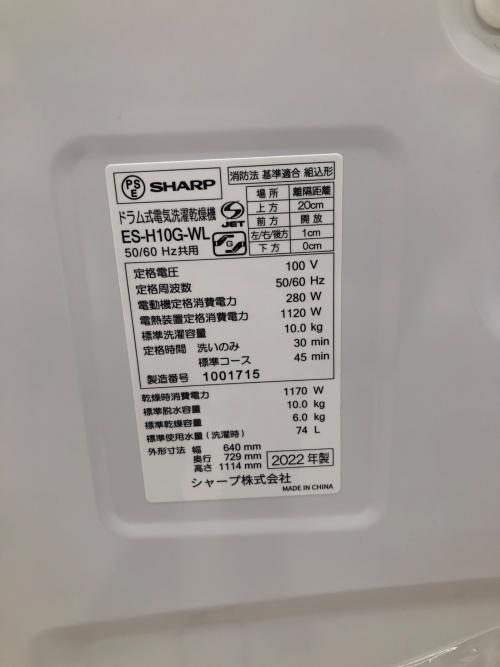 PS E SHARP
消防法 基準適合 組込形
ドラム式電気洗濯乾燥機
ES-H10G-WL
50/60 Hz共用
S JET
G
場所 離隔距離
上方 20cm
前方 開放
左/右/後方 1cm
下方 0cm
定格電圧 100 V
定格周波数 50/60 Hz
電動機定格消費電力 280 W
電熱装置定格消費電力 1120 W
標準洗濯容量 10.0 kg
定格時間 洗いのみ 30 min
標準コース 45 min
製造番号 1001715
乾燥時消費電力 1170 W
標準脱水容量 10.0 kg
標準乾燥容量 6.0 kg
標準使用水量 (洗濯時) 74 L
外形寸法 幅 640 mm
奥行 729 mm
高さ 1114 mm
2022 年製
シャープ株式会社
MADE IN CHINA